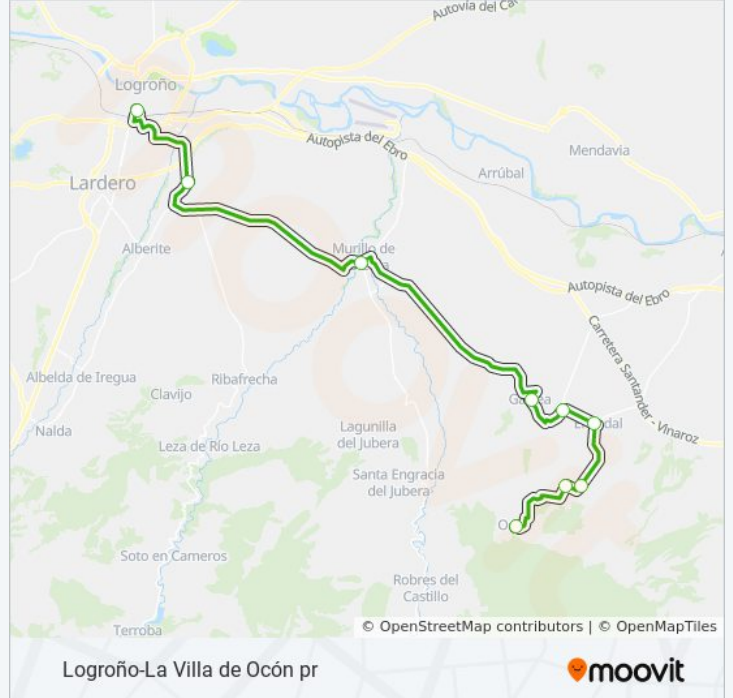 Autovía del Ca
Logroño
Autopista del Ebro
Mendavia
Arrúbal
Lardero
Alberite
Murillo de
Autopista del Ebro
Carretera Santander - Vinaroz
Albelda de Iregua
Ribafrecha
Clavijo
Nalda
Lagunilla
del Jubera
Leza de Río Leza
Santa Engracia
del Jubera
Soto en Cameros
Robres del
Castillo
Terroba
© OpenStreetMap contributors | © OpenMapTiles
Logroño-La Villa de Ocón pr
moovit